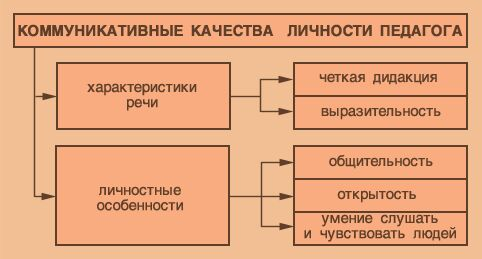 КОММУНИКАТИВНЫЕ КАЧЕСТВА ЛИЧНОСТИ ПЕДАГОГА
характеристики
речи
четкая дидакция
выразительность
личностные
особенности
общительность
открытость
умение слушать
и чувствовать людей